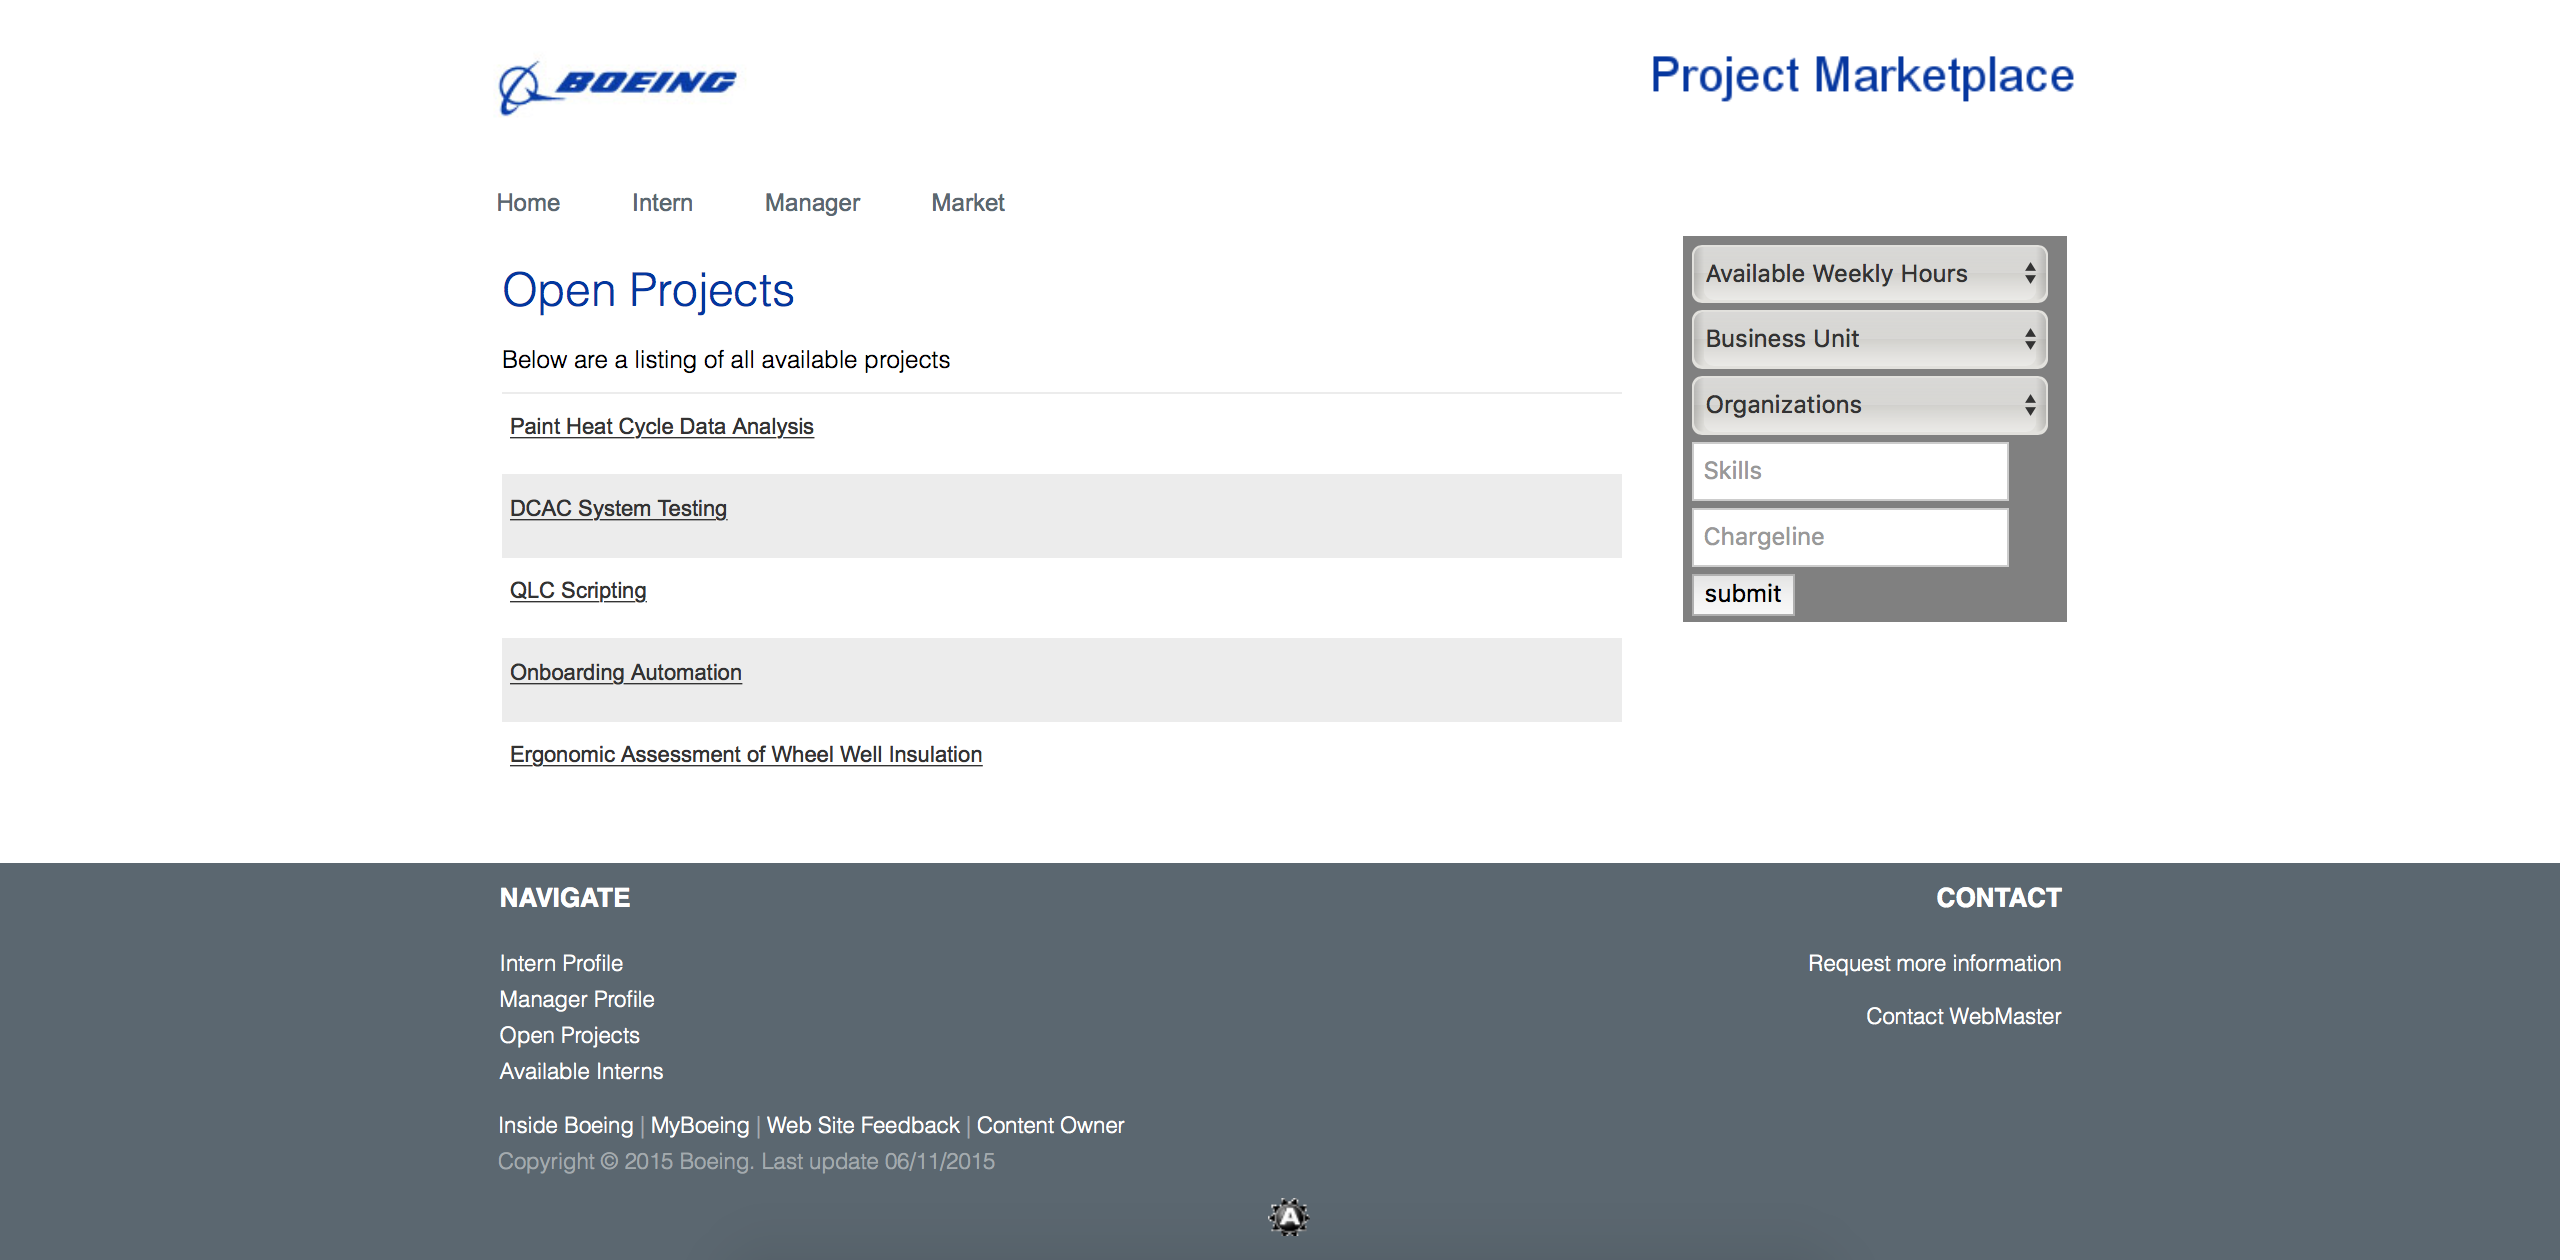 BOEING
Project Marketplace
Home Intern Manager Market
Open Projects
Below are a listing of all available projects
Paint Heat Cycle Data Analysis
DCAC System Testing
QLC Scripting
Onboarding Automation
Ergonomic Assessment of Wheel Well Insulation
Available Weekly Hours
Business Unit
Organizations
Skills
Chargeline
submit
NAVIGATE
Intern Profile
Manager Profile
Open Projects
Available Interns
Inside Boeing | MyBoeing | Web Site Feedback | Content Owner
Copyright © 2015 Boeing. Last update 06/11/2015
CONTACT
Request more information
Contact WebMaster
A